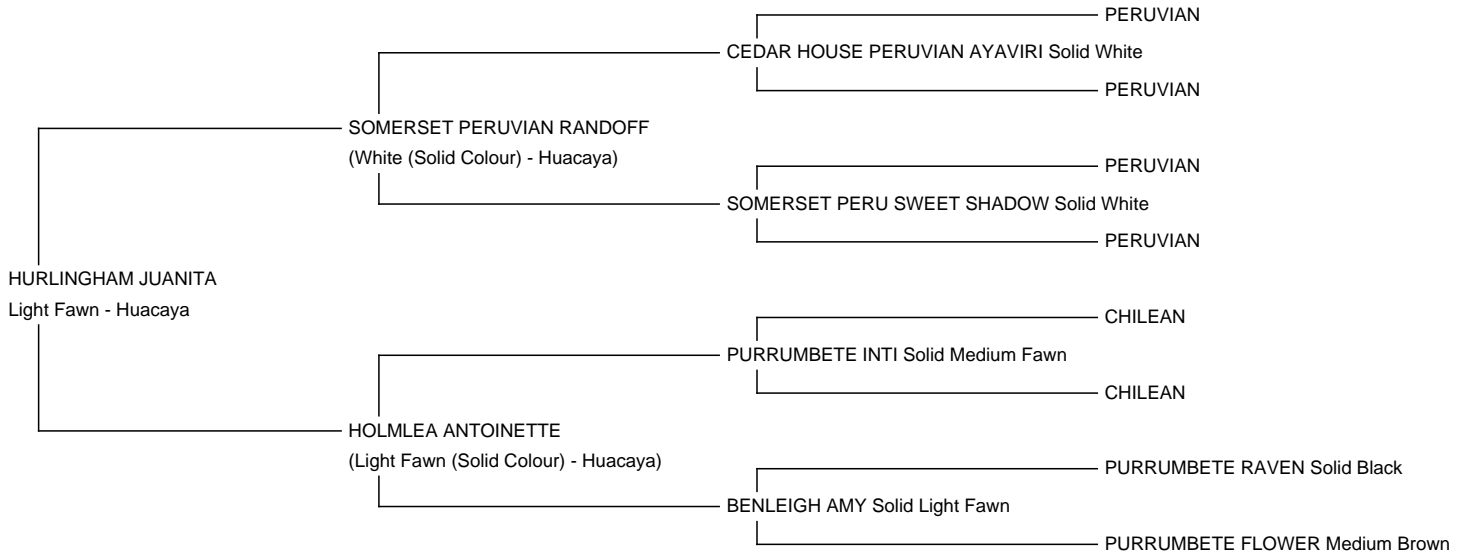 PERUVIAN
CEDAR HOUSE PERUVIAN AYAVIRI Solid White
PERUVIAN
SOMERSET PERUVIAN RANDOFF
(White (Solid Colour) - Huacaya)
PERUVIAN
SOMERSET PERU SWEET SHADOW Solid White
PERUVIAN
HURLINGHAM JUANITA
Light Fawn - Huacaya
CHILEAN
PURRUMBETE INTI Solid Medium Fawn
CHILEAN
HOLMLEA ANTOINETTE
(Light Fawn (Solid Colour) - Huacaya)
PURRUMBETE RAVEN Solid Black
BENLEIGH AMY Solid Light Fawn
PURRUMBETE FLOWER Medium Brown